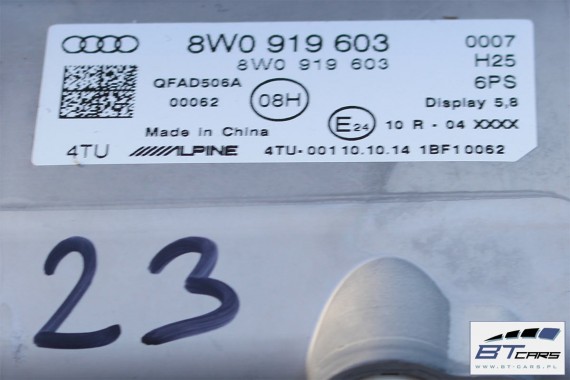 8W0 919 603 0007
8W0 919 603 H25
QFAD506A 6PS
00062 08H Display 5,8
Made in China E24 10 R - 04 XXXX
4TU ALPINE 4TU-001 10.10.14 1BF10062
23
BT CARS
WWW.BT-CARS.PL